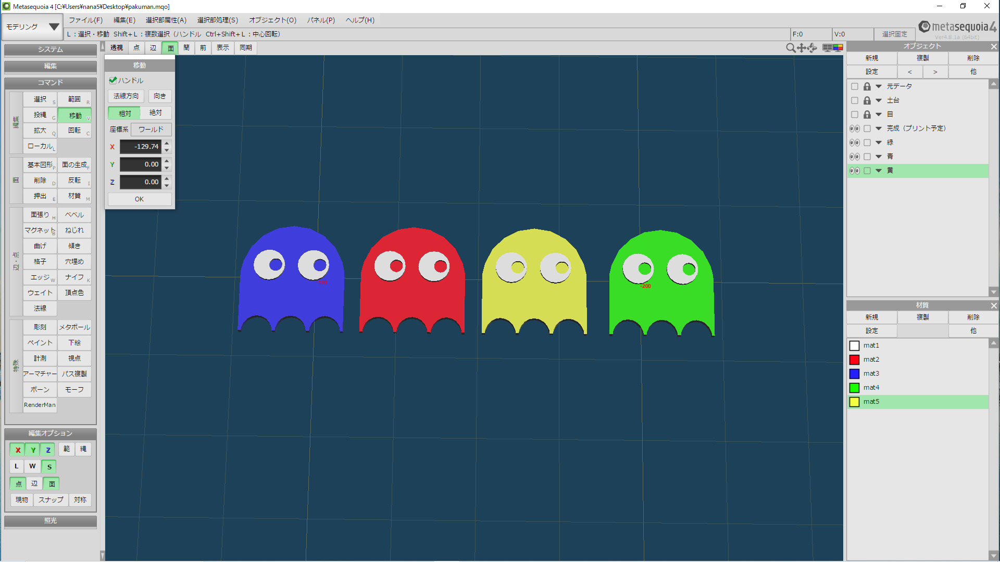 Metasequoia 4 [C:¥Users¥nana5¥Desktop¥pakuman.mqo]
モデリング
ファイル(F) 編集(E) 選択部属性(A) 選択部処理(S) オブジェクト(O) パネル(P) ヘルプ(H)
L：選択・移動 Shift+L：複数選択（ハンドル Ctrl+Shift+L：中心回転）
F:0
V:0
選択固定
metasequoia 4
Ver4.8.1a (64bit)
システム
編集
コマンド
編集
選択 S
範囲 R
投縄 G
移動 V
拡大 Q
回転 C
ローカル L
面
基本図形 P
面の生成 F
削除 D
反転 I
押出 E
材質 M
辺・点
面張り H
ベベル
マグネット B
ねじれ
曲げ
傾き
格子
穴埋め
エッジ W
ナイフ K
ウェイト
頂点色
法線
特殊
彫刻
メタボール
ペイント
下絵
計測
視点
アーマチャー
パス複製
ボーン
モーフ
RenderMan
編集オプション
X Y Z 範 縄
L W S
点 辺 面
現物 スナップ 対称
照光
透視 点 辺 面 簡 前 表示 同期
移動
ハンドル
法線方向 向き
相対 絶対
座標系 ワールド
X -129.74
Y 0.00
Z 0.00
OK
-200
オブジェクト
新規 複製 削除
設定 < > 他
元データ
土台
目
完成（プリント予定）
緑
青
黄
材質
新規 複製 削除
設定 他
mat1
mat2
mat3
mat4
mat5